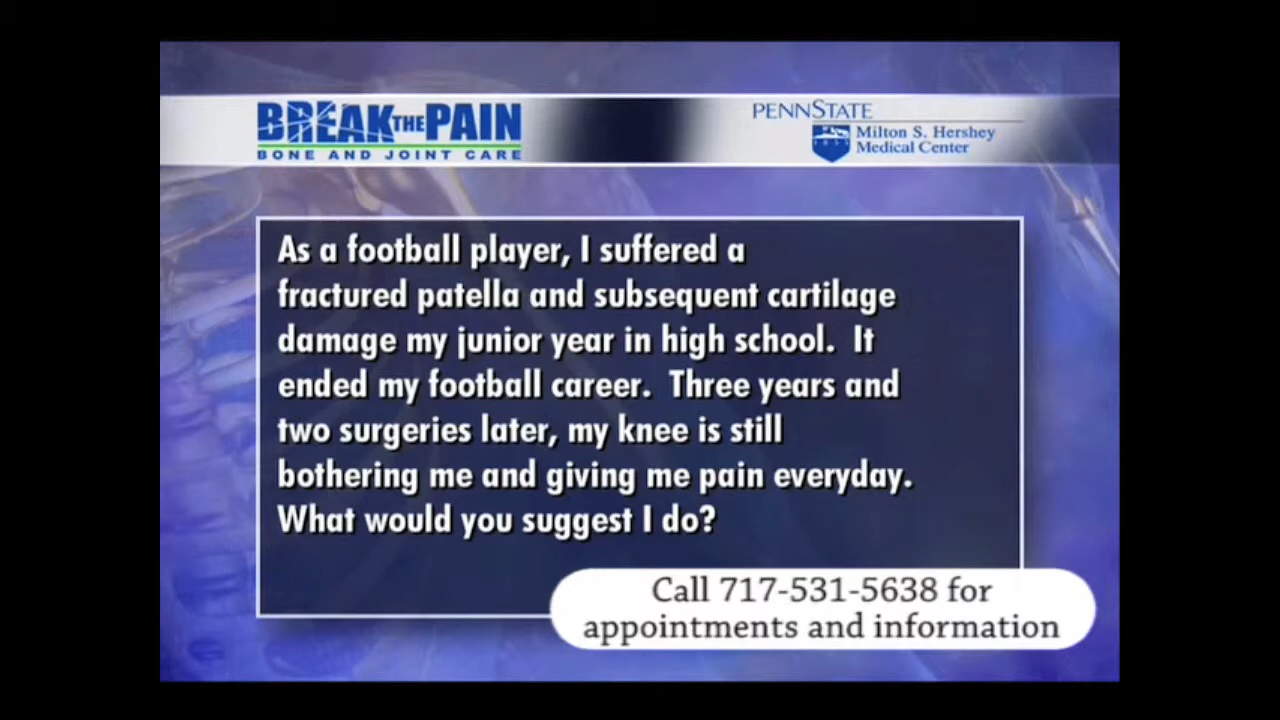 BREAK THE PAIN
BONE AND JOINT CARE
PENNSTATE
Milton S. Hershey
Medical Center
As a football player, I suffered a
fractured patella and subsequent cartilage
damage my junior year in high school.  It
ended my football career.  Three years and
two surgeries later, my knee is still
bothering me and giving me pain everyday.
What would you suggest I do?
Call 717-531-5638 for
appointments and information